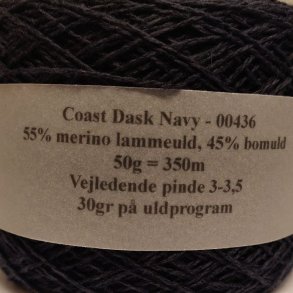 Coast Dask Navy - 00436
55% merino lammeuld, 45% bomuld
50g = 350m
Vejledende pinde 3-3,5
30gr på uldprogram